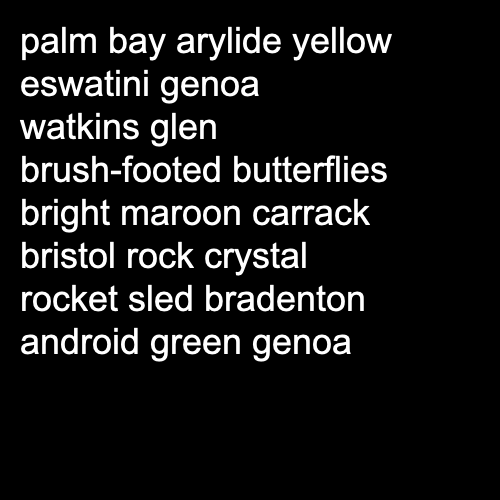 palm bay arylide yellow
eswatini genoa
watkins glen
brush-footed butterflies
bright maroon carrack
bristol rock crystal
rocket sled bradenton
android green genoa